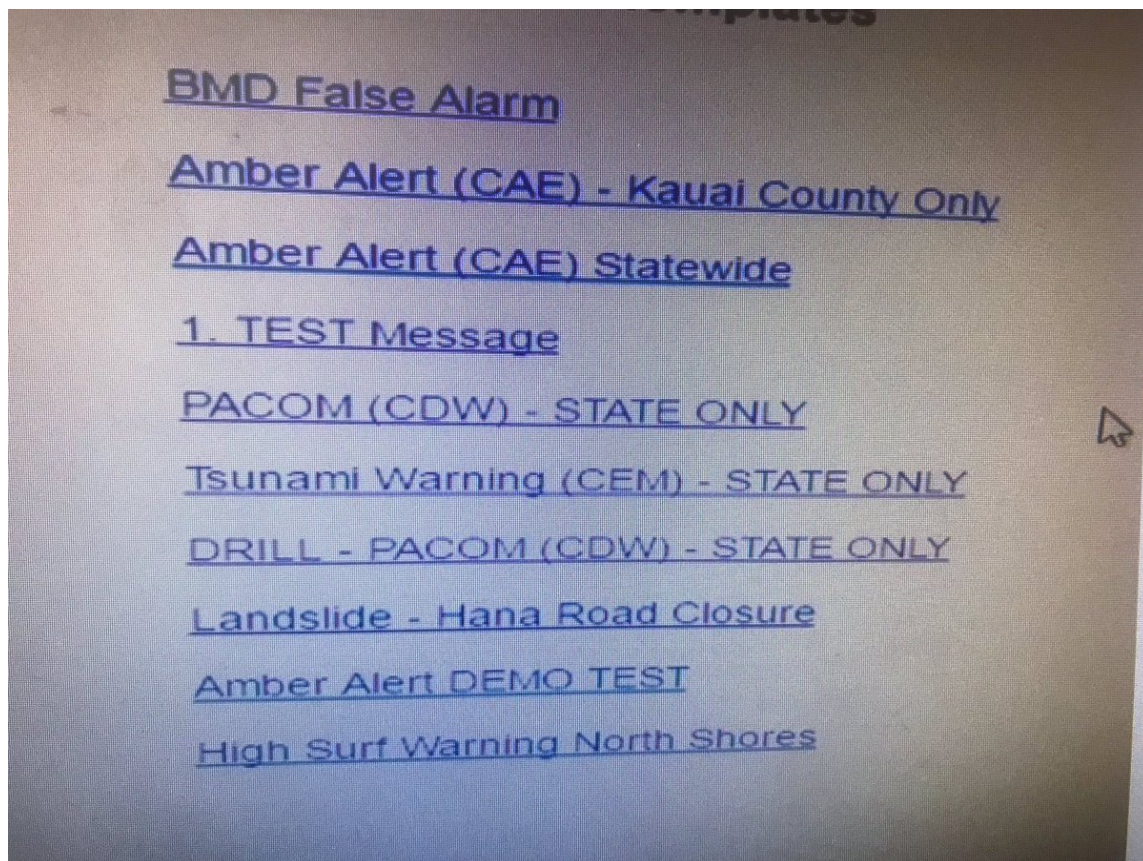 BMD False Alarm
Amber Alert (CAE) - Kauai County Only
Amber Alert (CAE) Statewide
1. TEST Message
PACOM (CDW) - STATE ONLY
Tsunami Warning (CEM) - STATE ONLY
DRILL - PACOM (CDW) - STATE ONLY
Landslide - Hana Road Closure
Amber Alert DEMO TEST
High Surf Warning North Shores